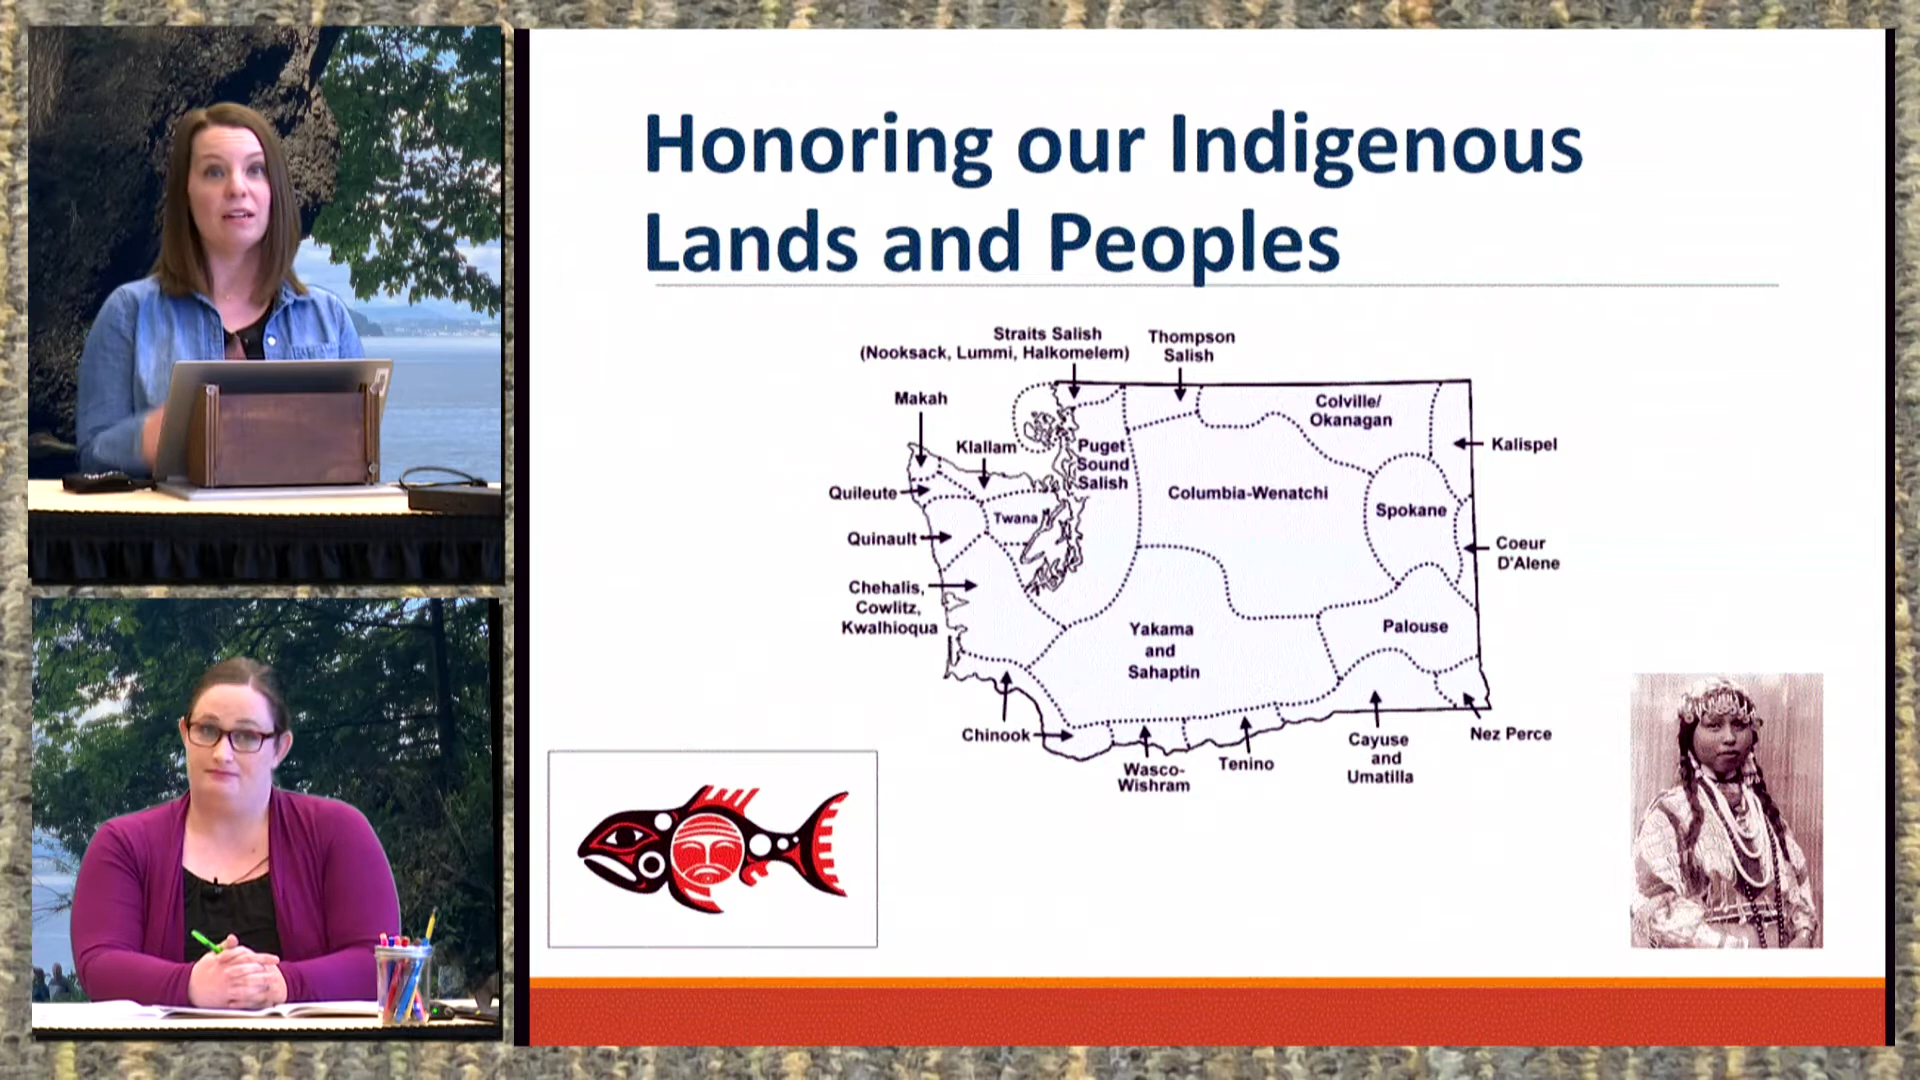 Honoring our Indigenous
Lands and Peoples
Straits Salish
(Nooksack, Lummi, Halkomelem)
Thompson
Salish
Makah
Colville/
Okanagan
Klallam
Puget
Sound
Salish
Kalispel
Quileute
Columbia-Wenatchi
Spokane
Twana
Quinault
Coeur
D'Alene
Chehalis,
Cowlitz,
Kwalhioqua
Yakama
and
Sahaptin
Palouse
Chinook
Wasco-
Wishram
Tenino
Cayuse
and
Umatilla
Nez Perce